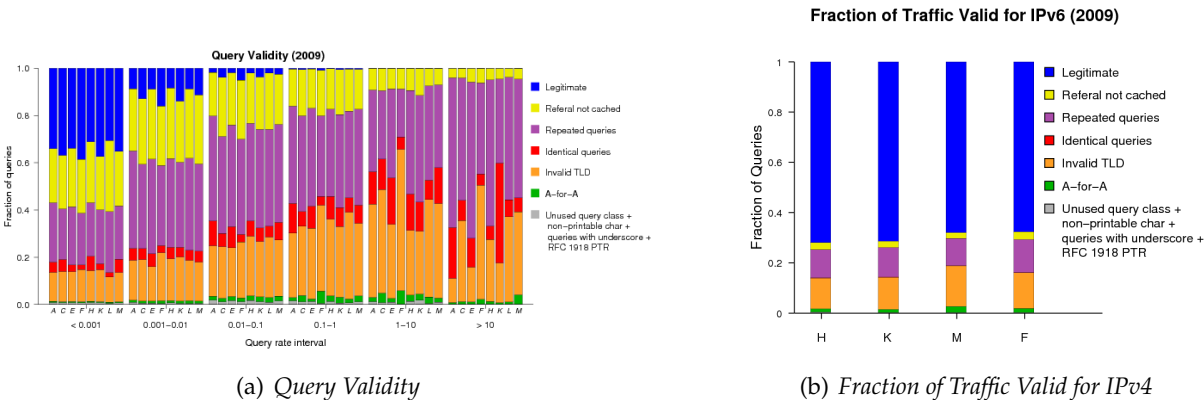 Query Validity (2009)
Fraction of queries
1.0
0.8
0.6
0.4
0.2
0.0
A C E F H K L M
A C E F H K L M
A C E F H K L M
A C E F H K L M
A C E F H K L M
A C E F H K L M
< 0.001
0.001–0.01
0.01–0.1
0.1–1
1–10
> 10
Query rate interval
Legitimate
Referal not cached
Repeated queries
Identical queries
Invalid TLD
A–for–A
Unused query class +
non–printable char +
queries with underscore +
RFC 1918 PTR
(a) Query Validity
Fraction of Traffic Valid for IPv6 (2009)
Fraction of Queries
1
0.8
0.6
0.4
0.2
0
H
K
M
F
Legitimate
Referal not cached
Repeated queries
Identical queries
Invalid TLD
A–for–A
Unused query class +
non–printable char +
queries with underscore +
RFC 1918 PTR
(b) Fraction of Traffic Valid for IPv4